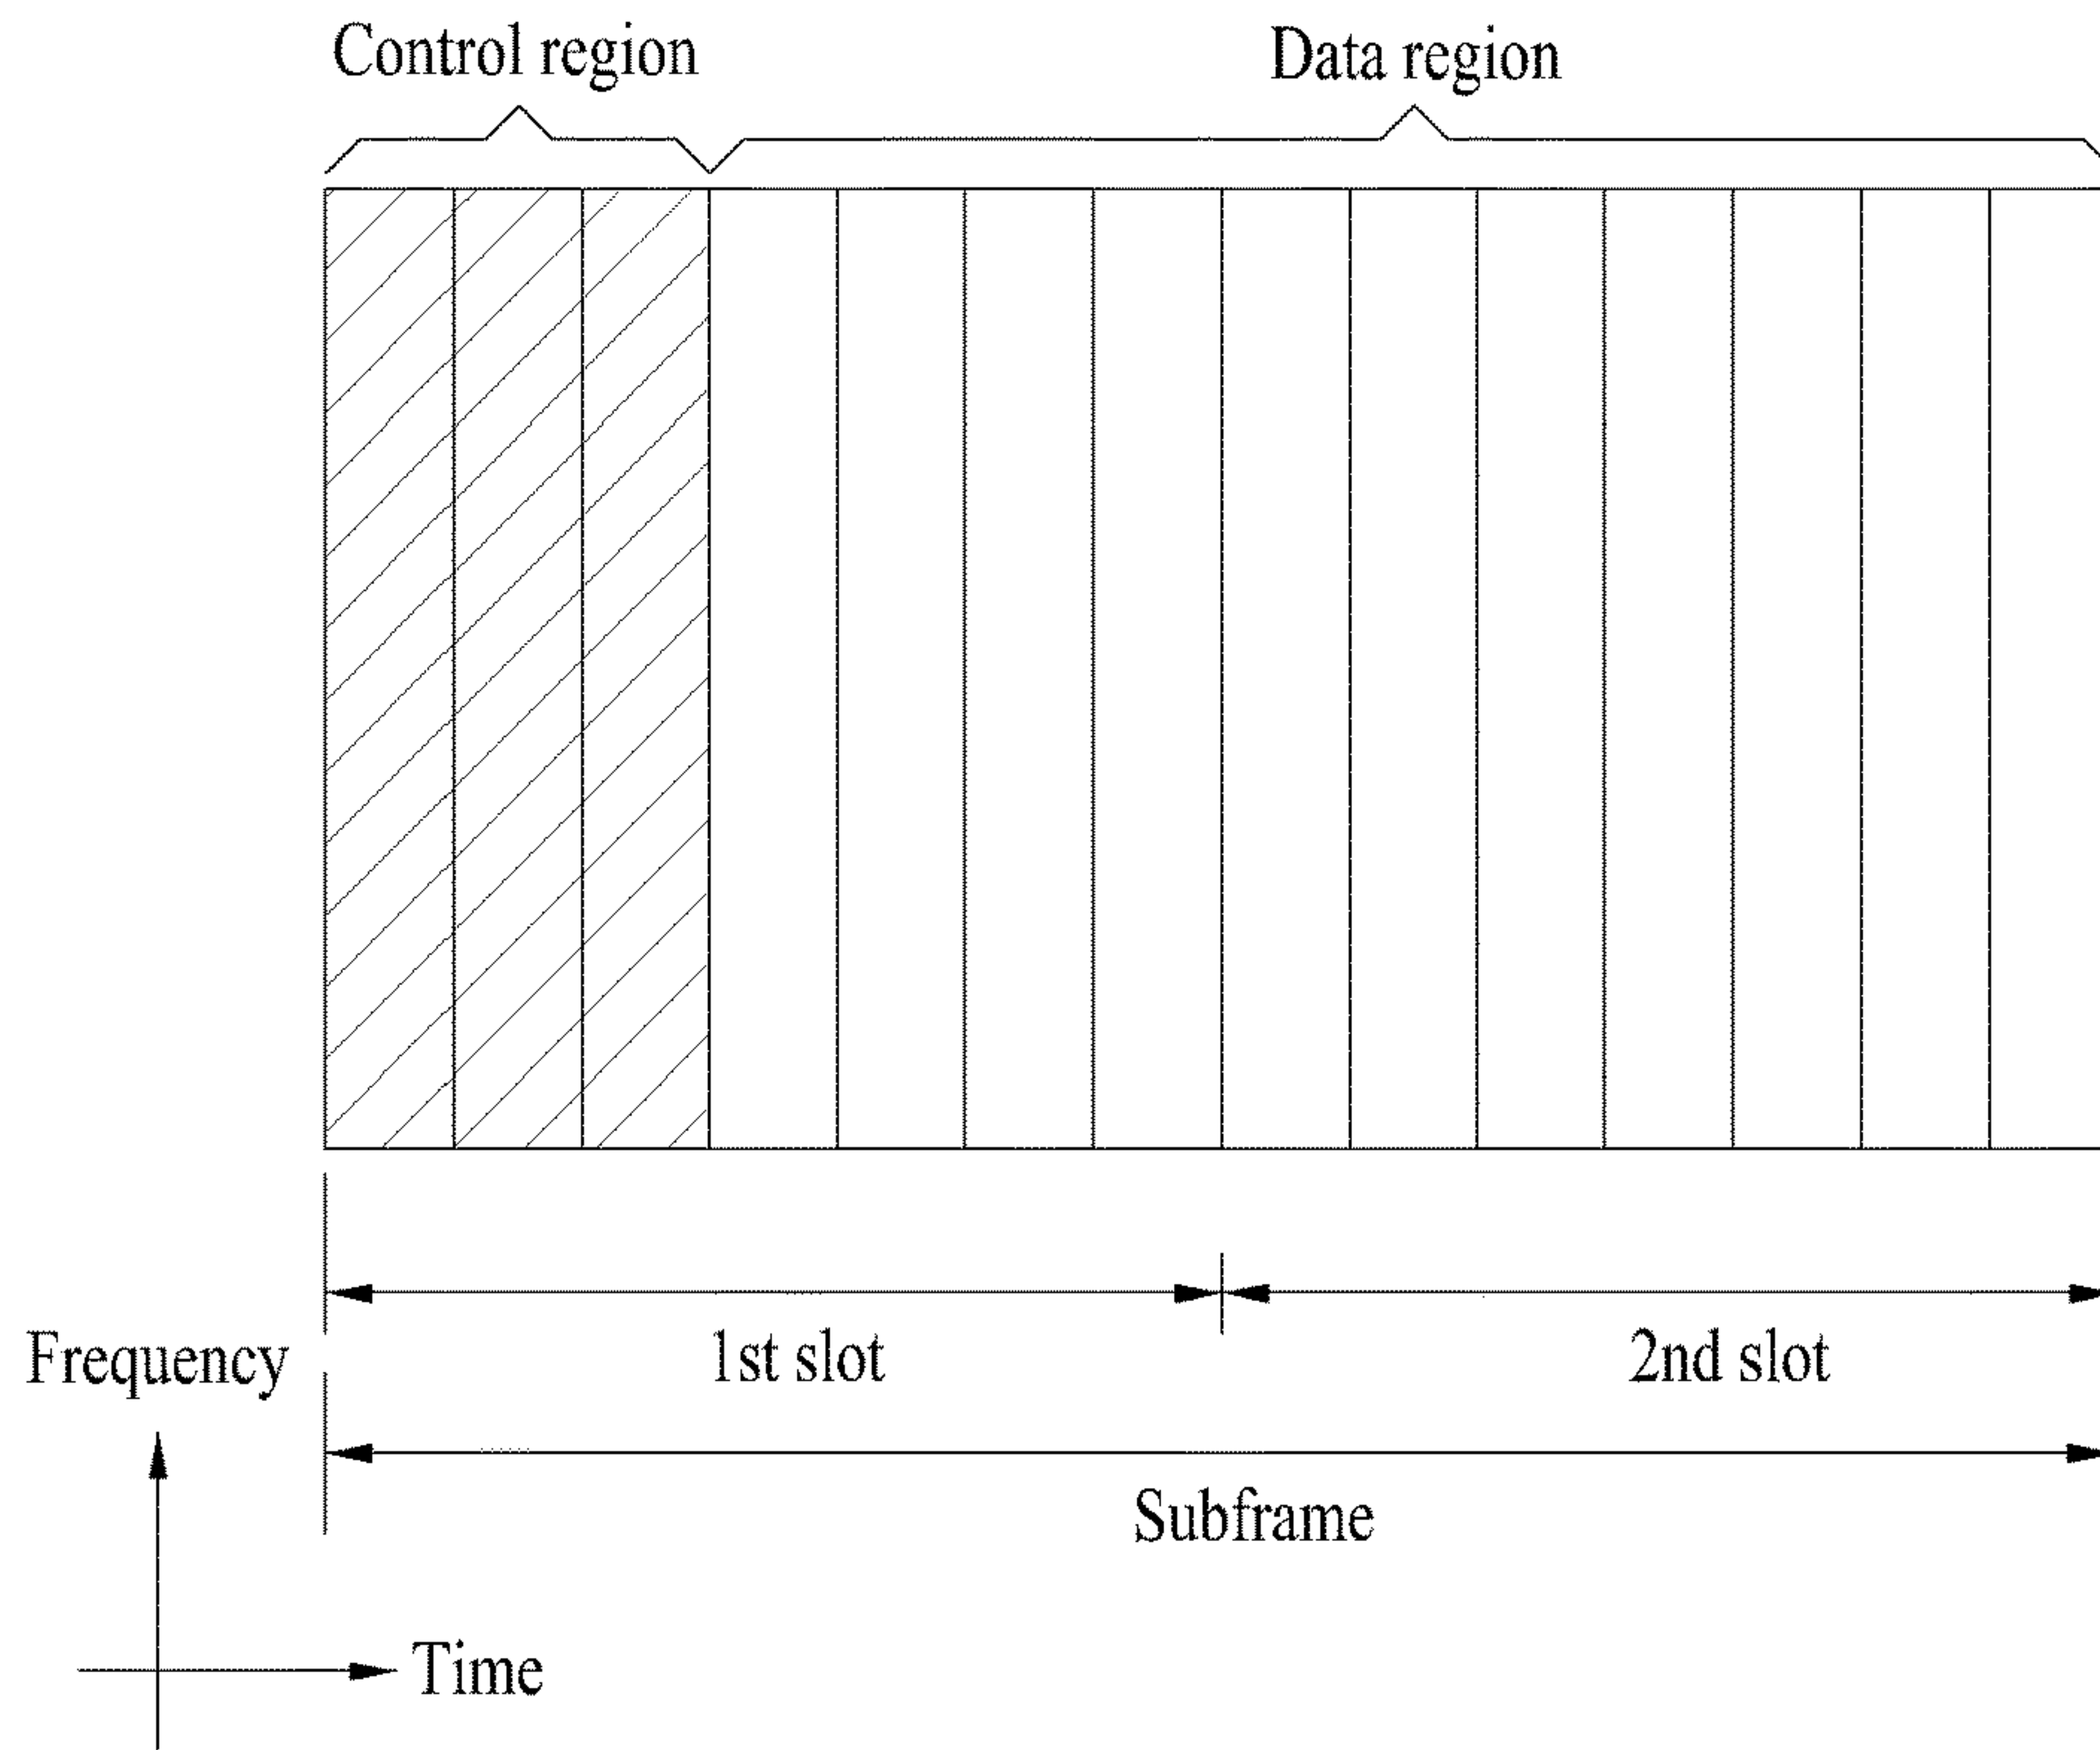 Control region
Data region
1st slot
2nd slot
Frequency
Subframe
Time